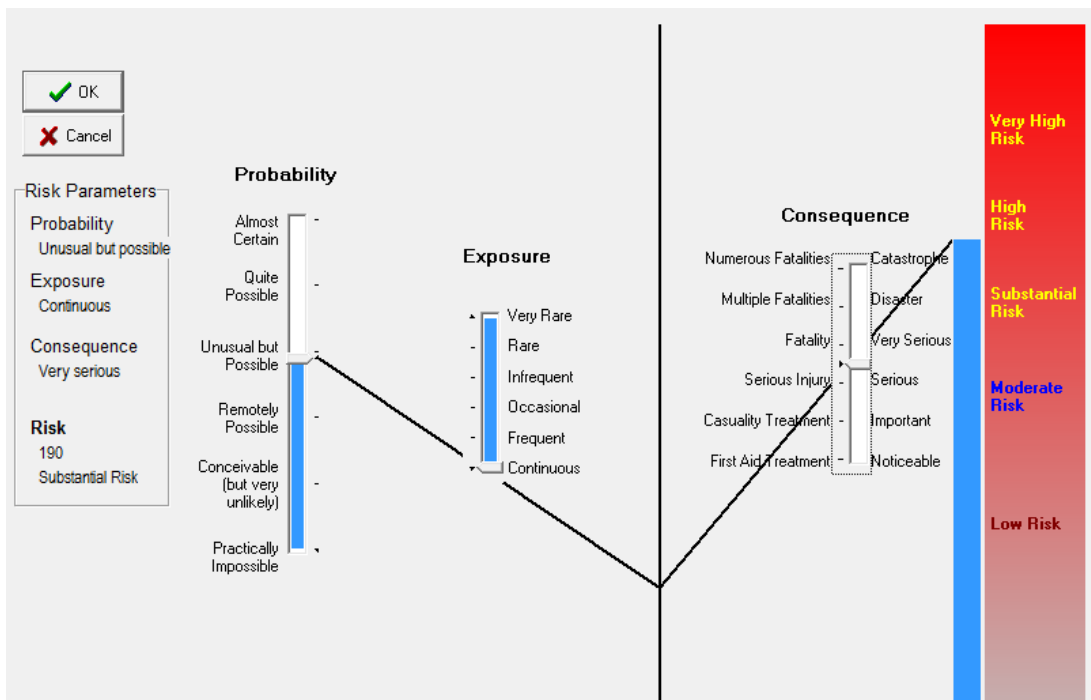 OK
Cancel
Risk Parameters
Probability
Unusual but possible
Exposure
Continuous
Consequence
Very serious
Risk
190
Substantial Risk
Probability
Almost
Certain
Quite
Possible
Unusual but
Possible
Remotely
Possible
Conceivable
(but very
unlikely)
Practically
Impossible
Exposure
Very Rare
Rare
Infrequent
Occasional
Frequent
Continuous
Consequence
Numerous Fatalities
Catastrophe
Multiple Fatalities
Disaster
Fatality
Very Serious
Serious Injury
Serious
Casuality Treatment
Important
First Aid Treatment
Noticeable
Very High
Risk
High
Risk
Substantial
Risk
Moderate
Risk
Low Risk